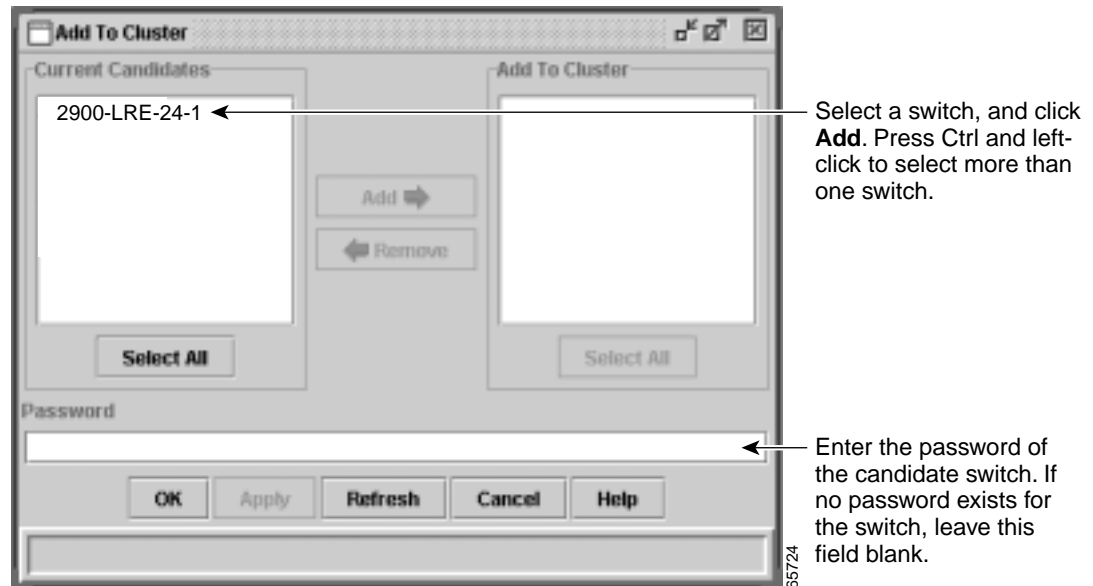 Add To Cluster
Current Candidates
Add To Cluster
2900-LRE-24-1
Select a switch, and click
Add. Press Ctrl and left-
click to select more than
one switch.
Add
Remove
Select All
Select All
Password
Enter the password of
the candidate switch. If
no password exists for
the switch, leave this
field blank.
OK
Apply
Refresh
Cancel
Help
65724